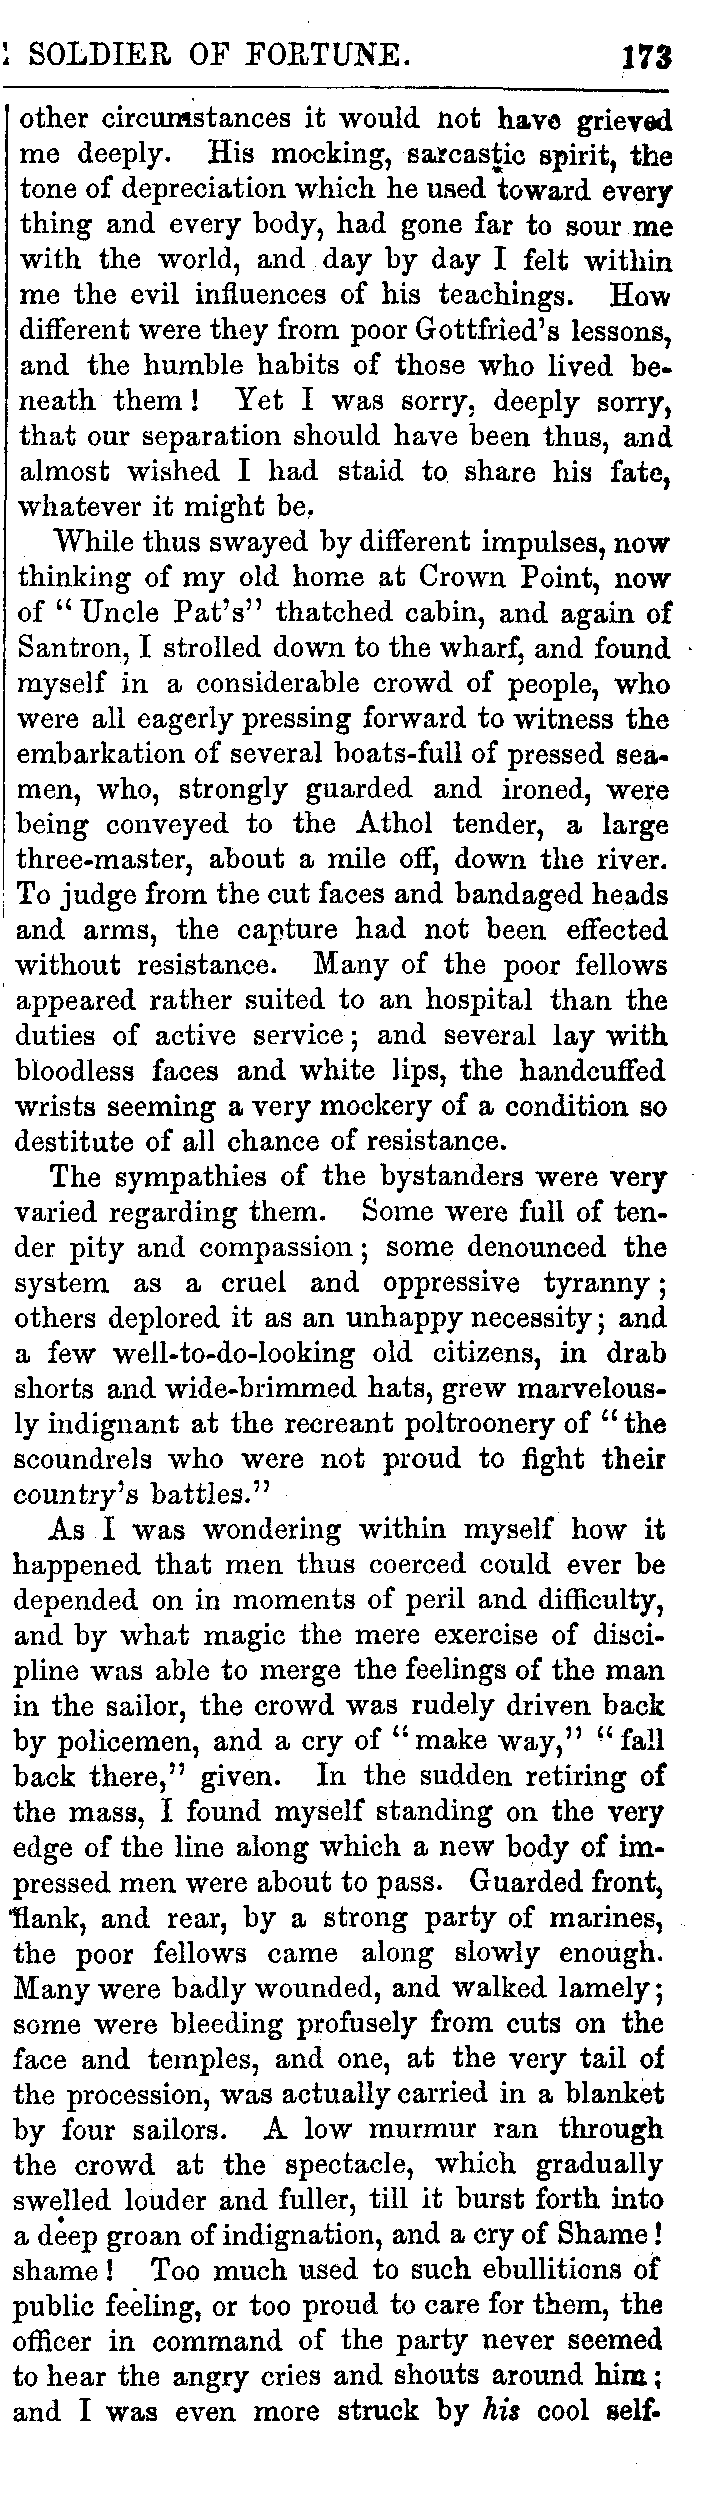 SOLDIER OF FORTUNE. 173
other circumstances it would not have grieved
me deeply. His mocking, sarcastic spirit, the
tone of depreciation which he used toward every
thing and every body, had gone far to sour me
with the world, and day by day I felt within
me the evil influences of his teachings. How
different were they from poor Gottfried's lessons,
and the humble habits of those who lived be-
neath them! Yet I was sorry, deeply sorry,
that our separation should have been thus, and
almost wished I had staid to share his fate,
whatever it might be.
While thus swayed by different impulses, now
thinking of my old home at Crown Point, now
of "Uncle Pat's" thatched cabin, and again of
Santron, I strolled down to the wharf, and found
myself in a considerable crowd of people, who
were all eagerly pressing forward to witness the
embarkation of several boats-full of pressed sea-
men, who, strongly guarded and ironed, were
being conveyed to the Athol tender, a large
three-master, about a mile off, down the river.
To judge from the cut faces and bandaged heads
and arms, the capture had not been effected
without resistance. Many of the poor fellows
appeared rather suited to an hospital than the
duties of active service; and several lay with
bloodless faces and white lips, the handcuffed
wrists seeming a very mockery of a condition so
destitute of all chance of resistance.
The sympathies of the bystanders were very
varied regarding them. Some were full of ten-
der pity and compassion; some denounced the
system as a cruel and oppressive tyranny;
others deplored it as an unhappy necessity; and
a few well-to-do-looking old citizens, in drab
shorts and wide-brimmed hats, grew marvelous-
ly indignant at the recreant poltroonery of "the
scoundrels who were not proud to fight their
country's battles."
As I was wondering within myself how it
happened that men thus coerced could ever be
depended on in moments of peril and difficulty,
and by what magic the mere exercise of disci-
pline was able to merge the feelings of the man
in the sailor, the crowd was rudely driven back
by policemen, and a cry of "make way," "fall
back there," given. In the sudden retiring of
the mass, I found myself standing on the very
edge of the line along which a new body of im-
pressed men were about to pass. Guarded front,
flank, and rear, by a strong party of marines,
the poor fellows came along slowly enough.
Many were badly wounded, and walked lamely;
some were bleeding profusely from cuts on the
face and temples, and one, at the very tail of
the procession, was actually carried in a blanket
by four sailors. A low murmur ran through
the crowd at the spectacle, which gradually
swelled louder and fuller, till it burst forth into
a deep groan of indignation, and a cry of Shame!
shame! Too much used to such ebullitions of
public feeling, or too proud to care for them, the
officer in command of the party never seemed
to hear the angry cries and shouts around him;
and I was even more struck by his cool self-